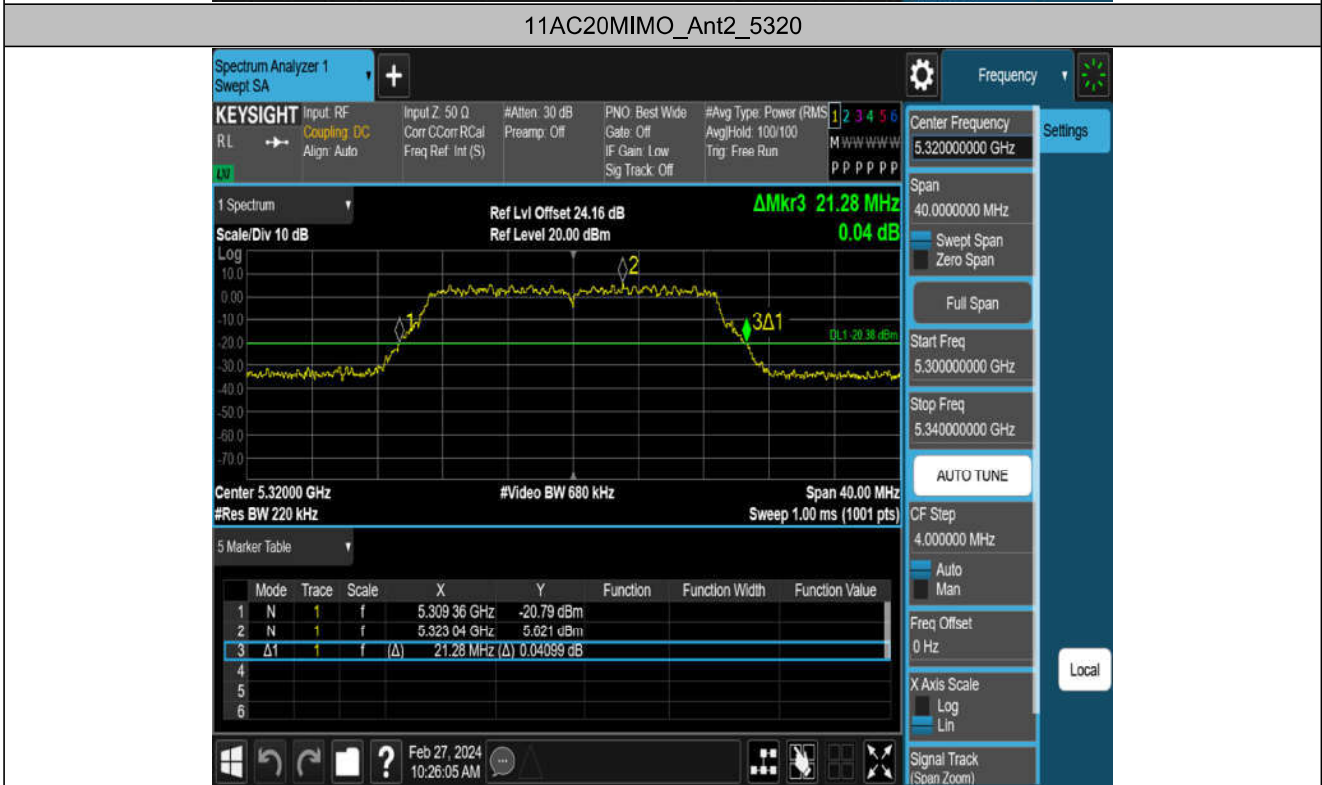 11AC20MIMO_Ant2_5320
Spectrum Analyzer 1
Swept SA
+
Frequency
KEYSIGHT
Input: RF
Coupling: DC
Align: Auto
Input Z: 50 Ω
Corr CCorr RCal
Freq Ref: Int (S)
#Atten: 30 dB
Preamp: Off
PNO: Best Wide
Gate: Off
IF Gain: Low
Sig Track: Off
#Avg Type: Power (RMS
Avg|Hold: 100/100
Trig: Free Run
1 2 3 4 5 6
M W W W W W
P P P P P P
R L
LXI
Center Frequency
5.320000000 GHz
Settings
Span
40.0000000 MHz
Swept Span
Zero Span
Full Span
Start Freq
5.300000000 GHz
Stop Freq
5.340000000 GHz
AUTO TUNE
CF Step
4.000000 MHz
Auto
Man
Freq Offset
0 Hz
X Axis Scale
Log
Lin
Local
Signal Track
(Span Zoom)
1 Spectrum
Scale/Div 10 dB
Ref Lvl Offset 24.16 dB
Ref Level 20.00 dBm
ΔMkr3 21.28 MHz
0.04 dB
Log
10.0
0.00
-10.0
-20.0
-30.0
-40.0
-50.0
-60.0
-70.0
1
2
3Δ1
DL1 -20.38 dBm
Center 5.32000 GHz
#Video BW 680 kHz
Span 40.00 MHz
#Res BW 220 kHz
Sweep 1.00 ms (1001 pts)
5 Marker Table
Mode Trace Scale X Y Function Function Width Function Value
1 N 1 f 5.309 36 GHz -20.79 dBm
2 N 1 f 5.323 04 GHz 5.621 dBm
3 Δ1 1 f (Δ) 21.28 MHz (Δ) 0.04099 dB
4
5
6
?
Feb 27, 2024
10:26:05 AM